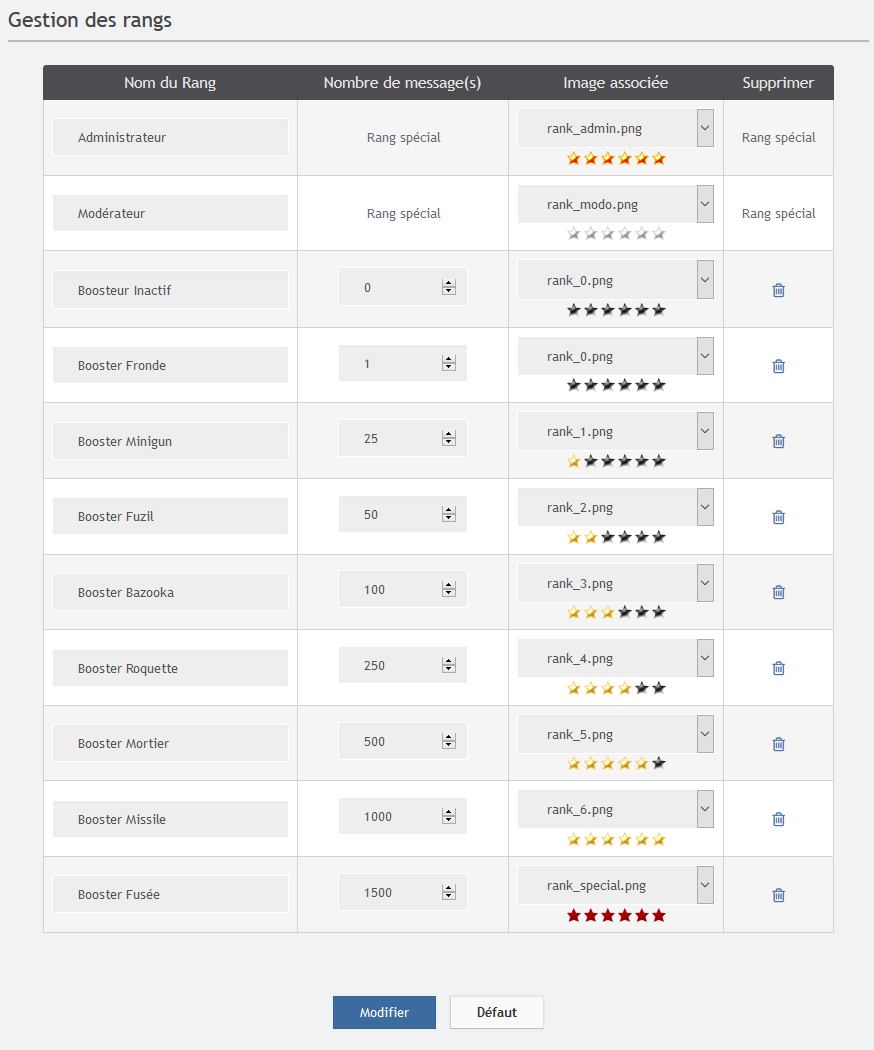 Gestion des rangs
Nom du Rang Nombre de message(s) Image associée Supprimer
Administrateur Rang spécial rank_admin.png Rang spécial
Modérateur Rang spécial rank_modo.png Rang spécial
Boosteur Inactif 0 rank_0.png
Booster Fronde 1 rank_0.png
Booster Minigun 25 rank_1.png
Booster Fuzil 50 rank_2.png
Booster Bazooka 100 rank_3.png
Booster Roquette 250 rank_4.png
Booster Mortier 500 rank_5.png
Booster Missile 1000 rank_6.png
Booster Fusée 1500 rank_special.png
Modifier Défaut